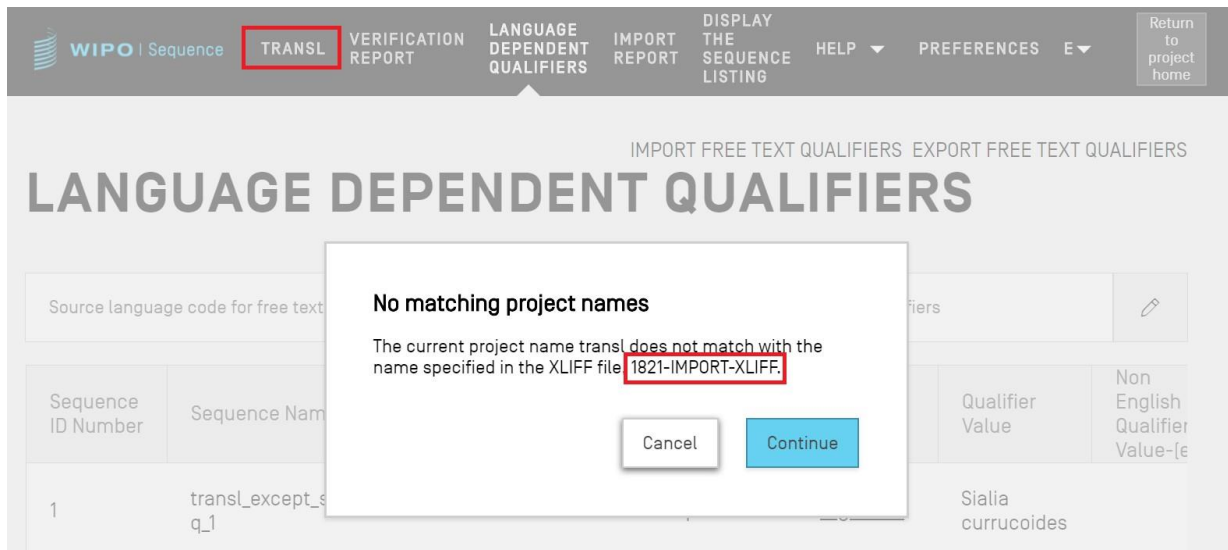 WIPO | Sequence
TRANSL
VERIFICATION
REPORT
LANGUAGE
DEPENDENT
QUALIFIERS
IMPORT
REPORT
DISPLAY
THE
SEQUENCE
LISTING
HELP
PREFERENCES
E
Return
to
project
home
IMPORT FREE TEXT QUALIFIERS EXPORT FREE TEXT QUALIFIERS
LANGUAGE DEPENDENT QUALIFIERS
Source language code for free text
No matching project names
The current project name transl does not match with the
name specified in the XLIFF file, 1821-IMPORT-XLIFF.
Cancel
Continue
Sequence
ID Number
Sequence Nam
Qualifier
Value
Non
English
Qualifier
Value-[e
1
transl_except_s
q_1
Sialia
currucoides